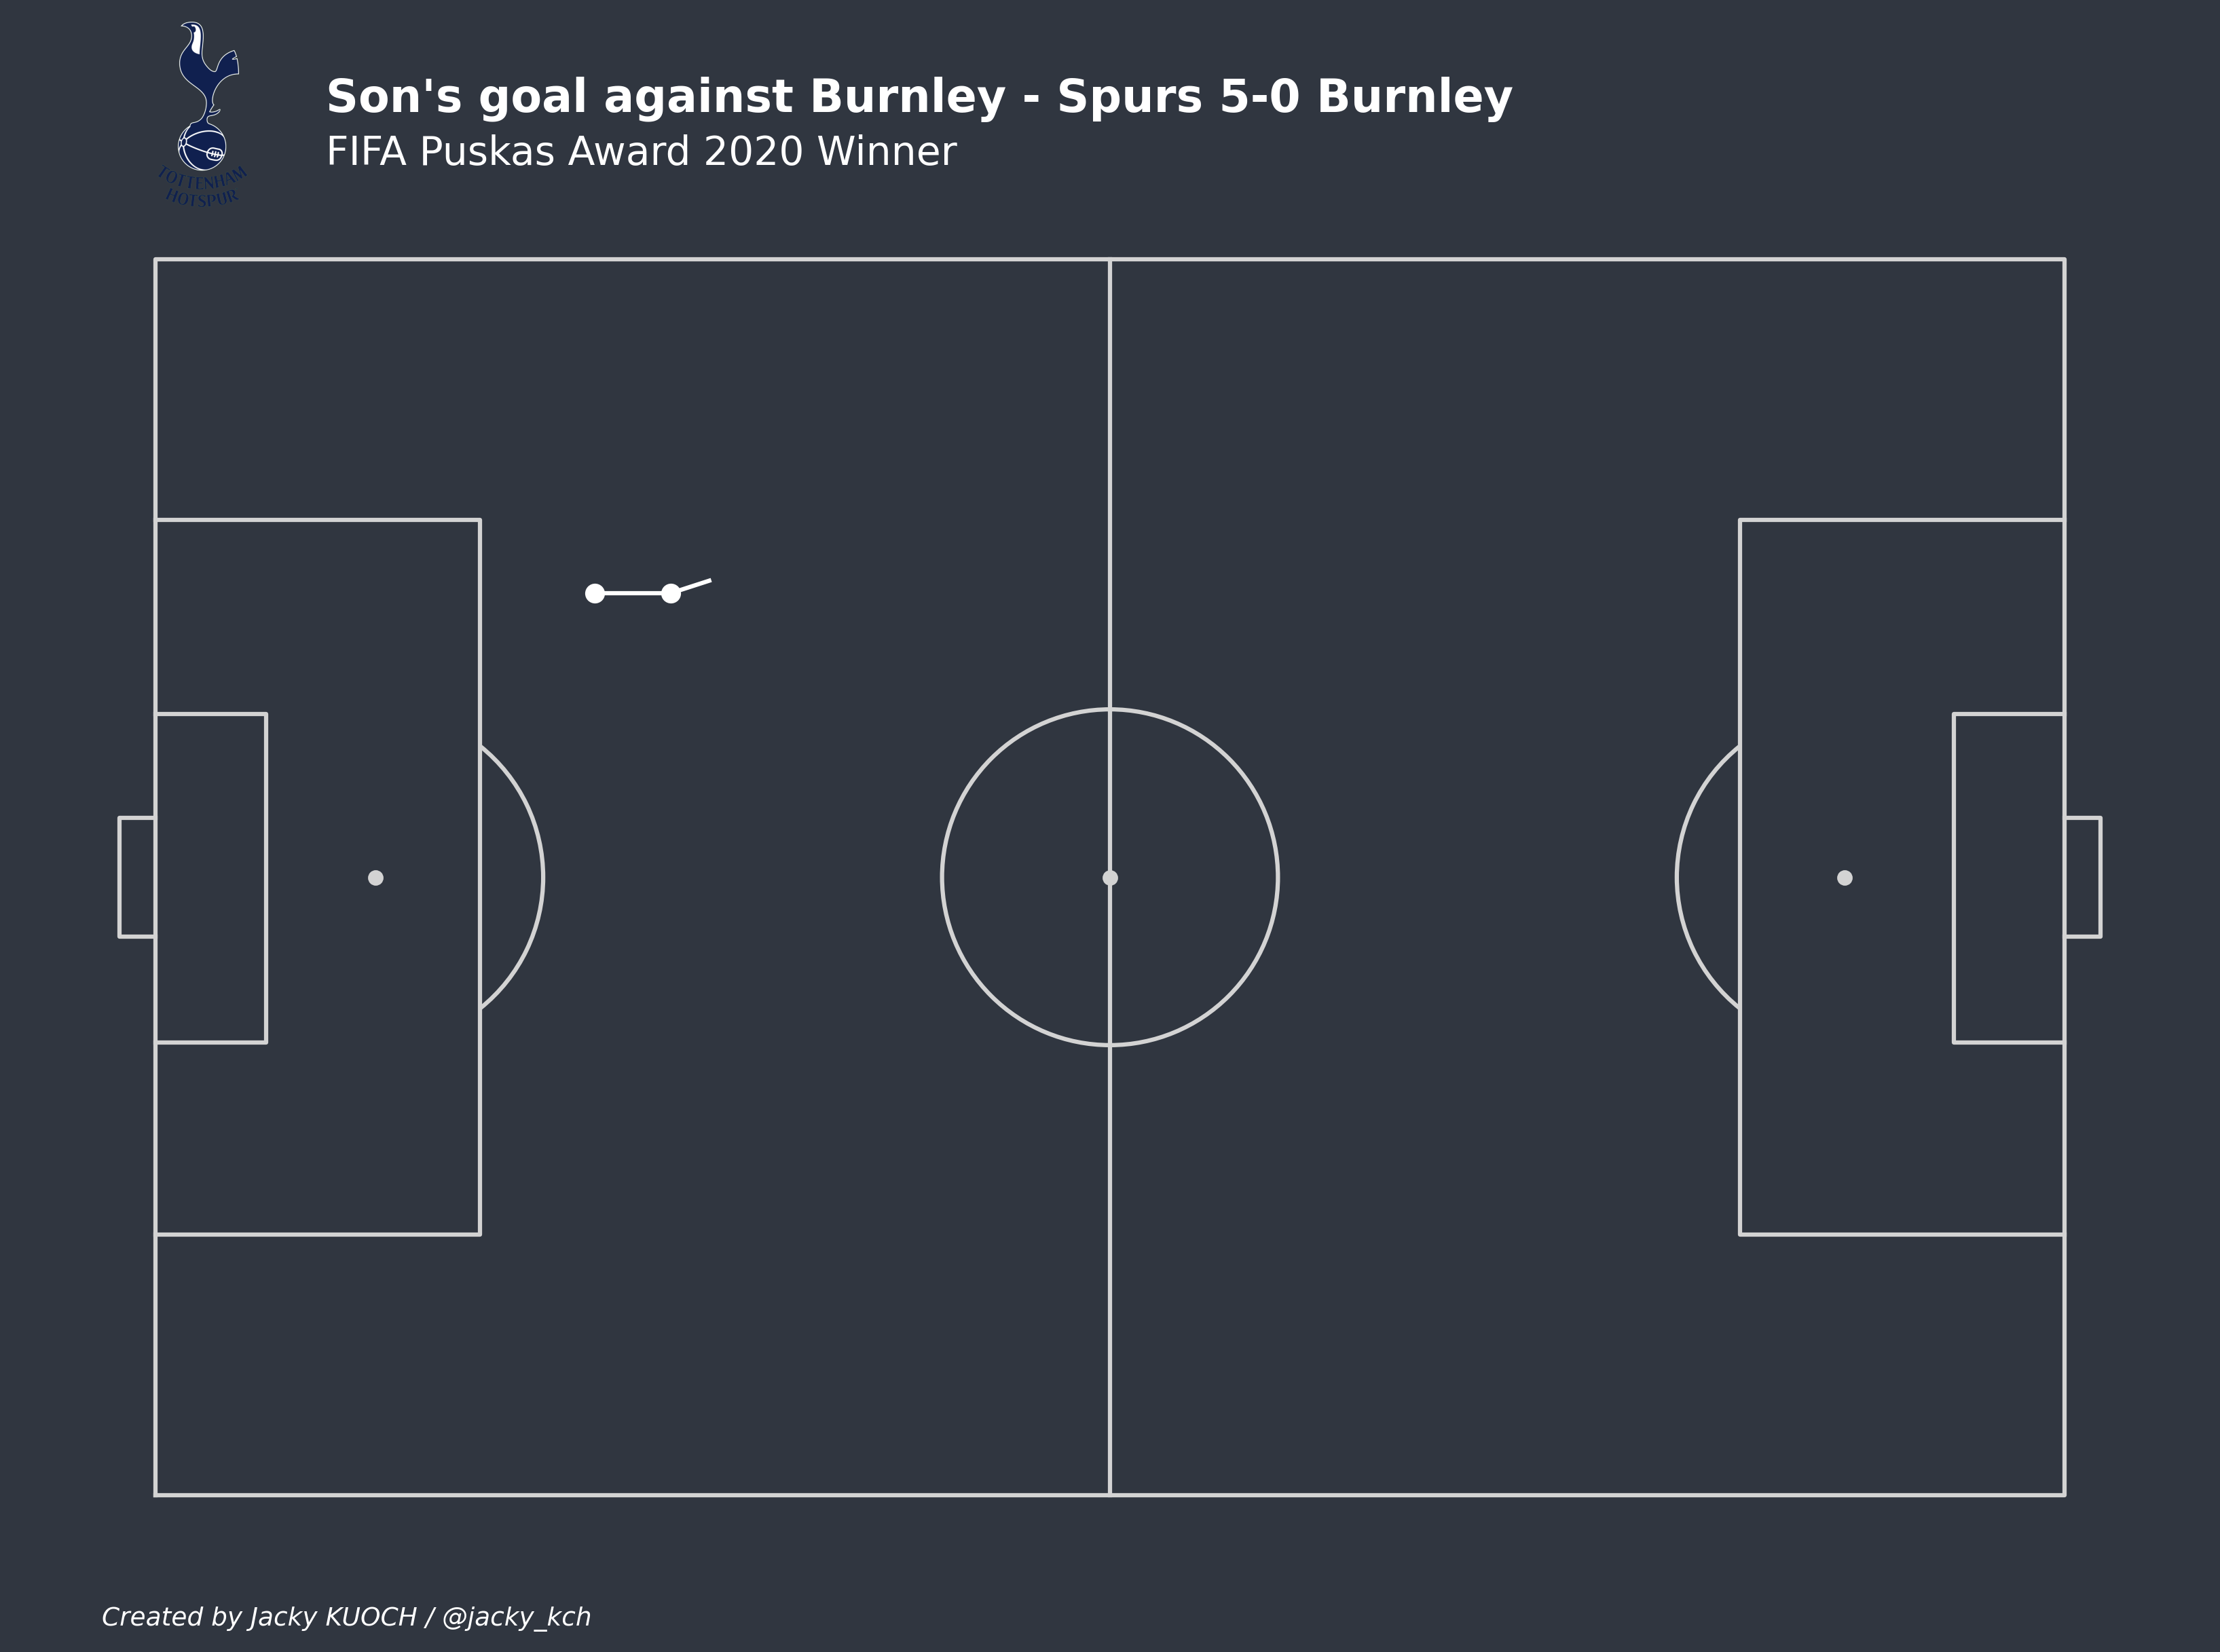 Son's goal against Burnley - Spurs 5-0 Burnley
FIFA Puskas Award 2020 Winner
TOTTENHAM
HOTSPUR
Created by Jacky KUOCH / @jacky_kch